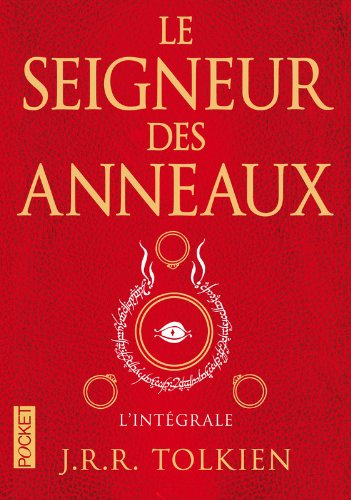 LE
SEIGNEUR
DES
ANNEAUX
L'INTÉGRALE
POCKET
J.R.R. TOLKIEN